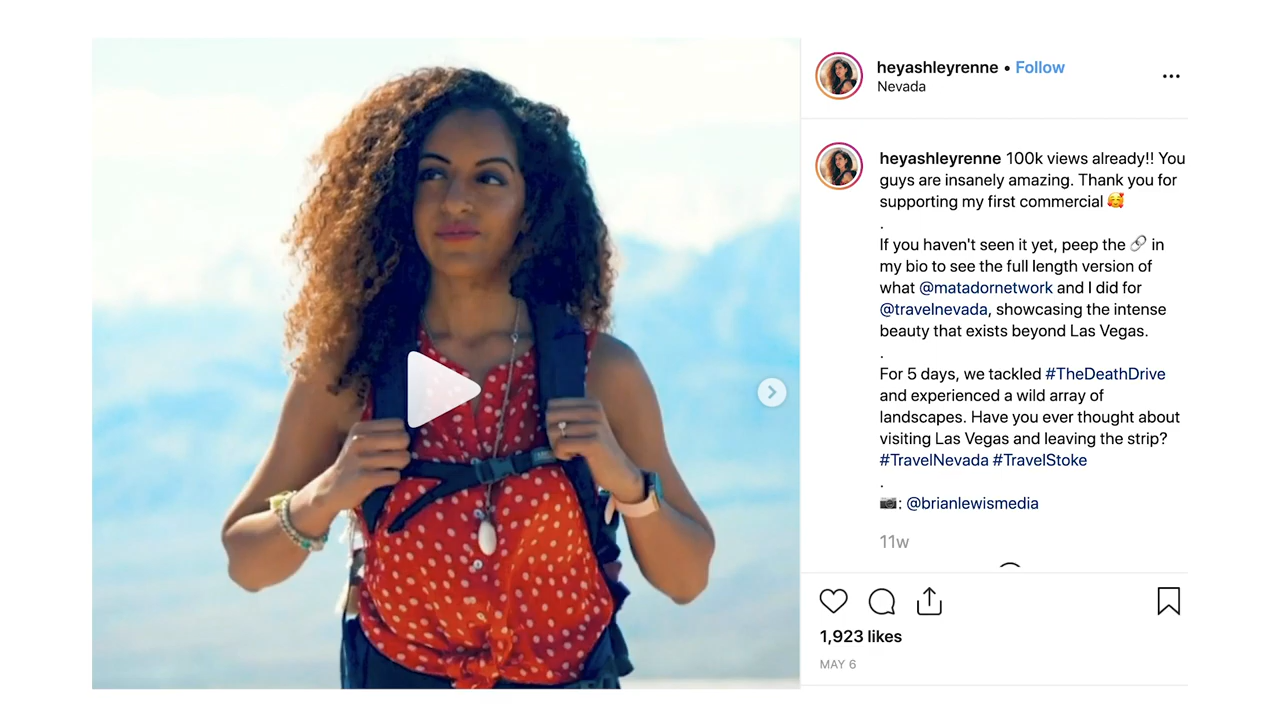 heyashleyrenne • Follow
Nevada
heyashleyrenne 100k views already!! You
guys are insanely amazing. Thank you for
supporting my first commercial 🥰
.
If you haven't seen it yet, peep the 🔗 in
my bio to see the full length version of
what @matadornetwork and I did for
@travelnevada, showcasing the intense
beauty that exists beyond Las Vegas.
.
For 5 days, we tackled #TheDeathDrive
and experienced a wild array of
landscapes. Have you ever thought about
visiting Las Vegas and leaving the strip?
#TravelNevada #TravelStoke
.
📷: @brianlewismedia
11w
1,923 likes
MAY 6